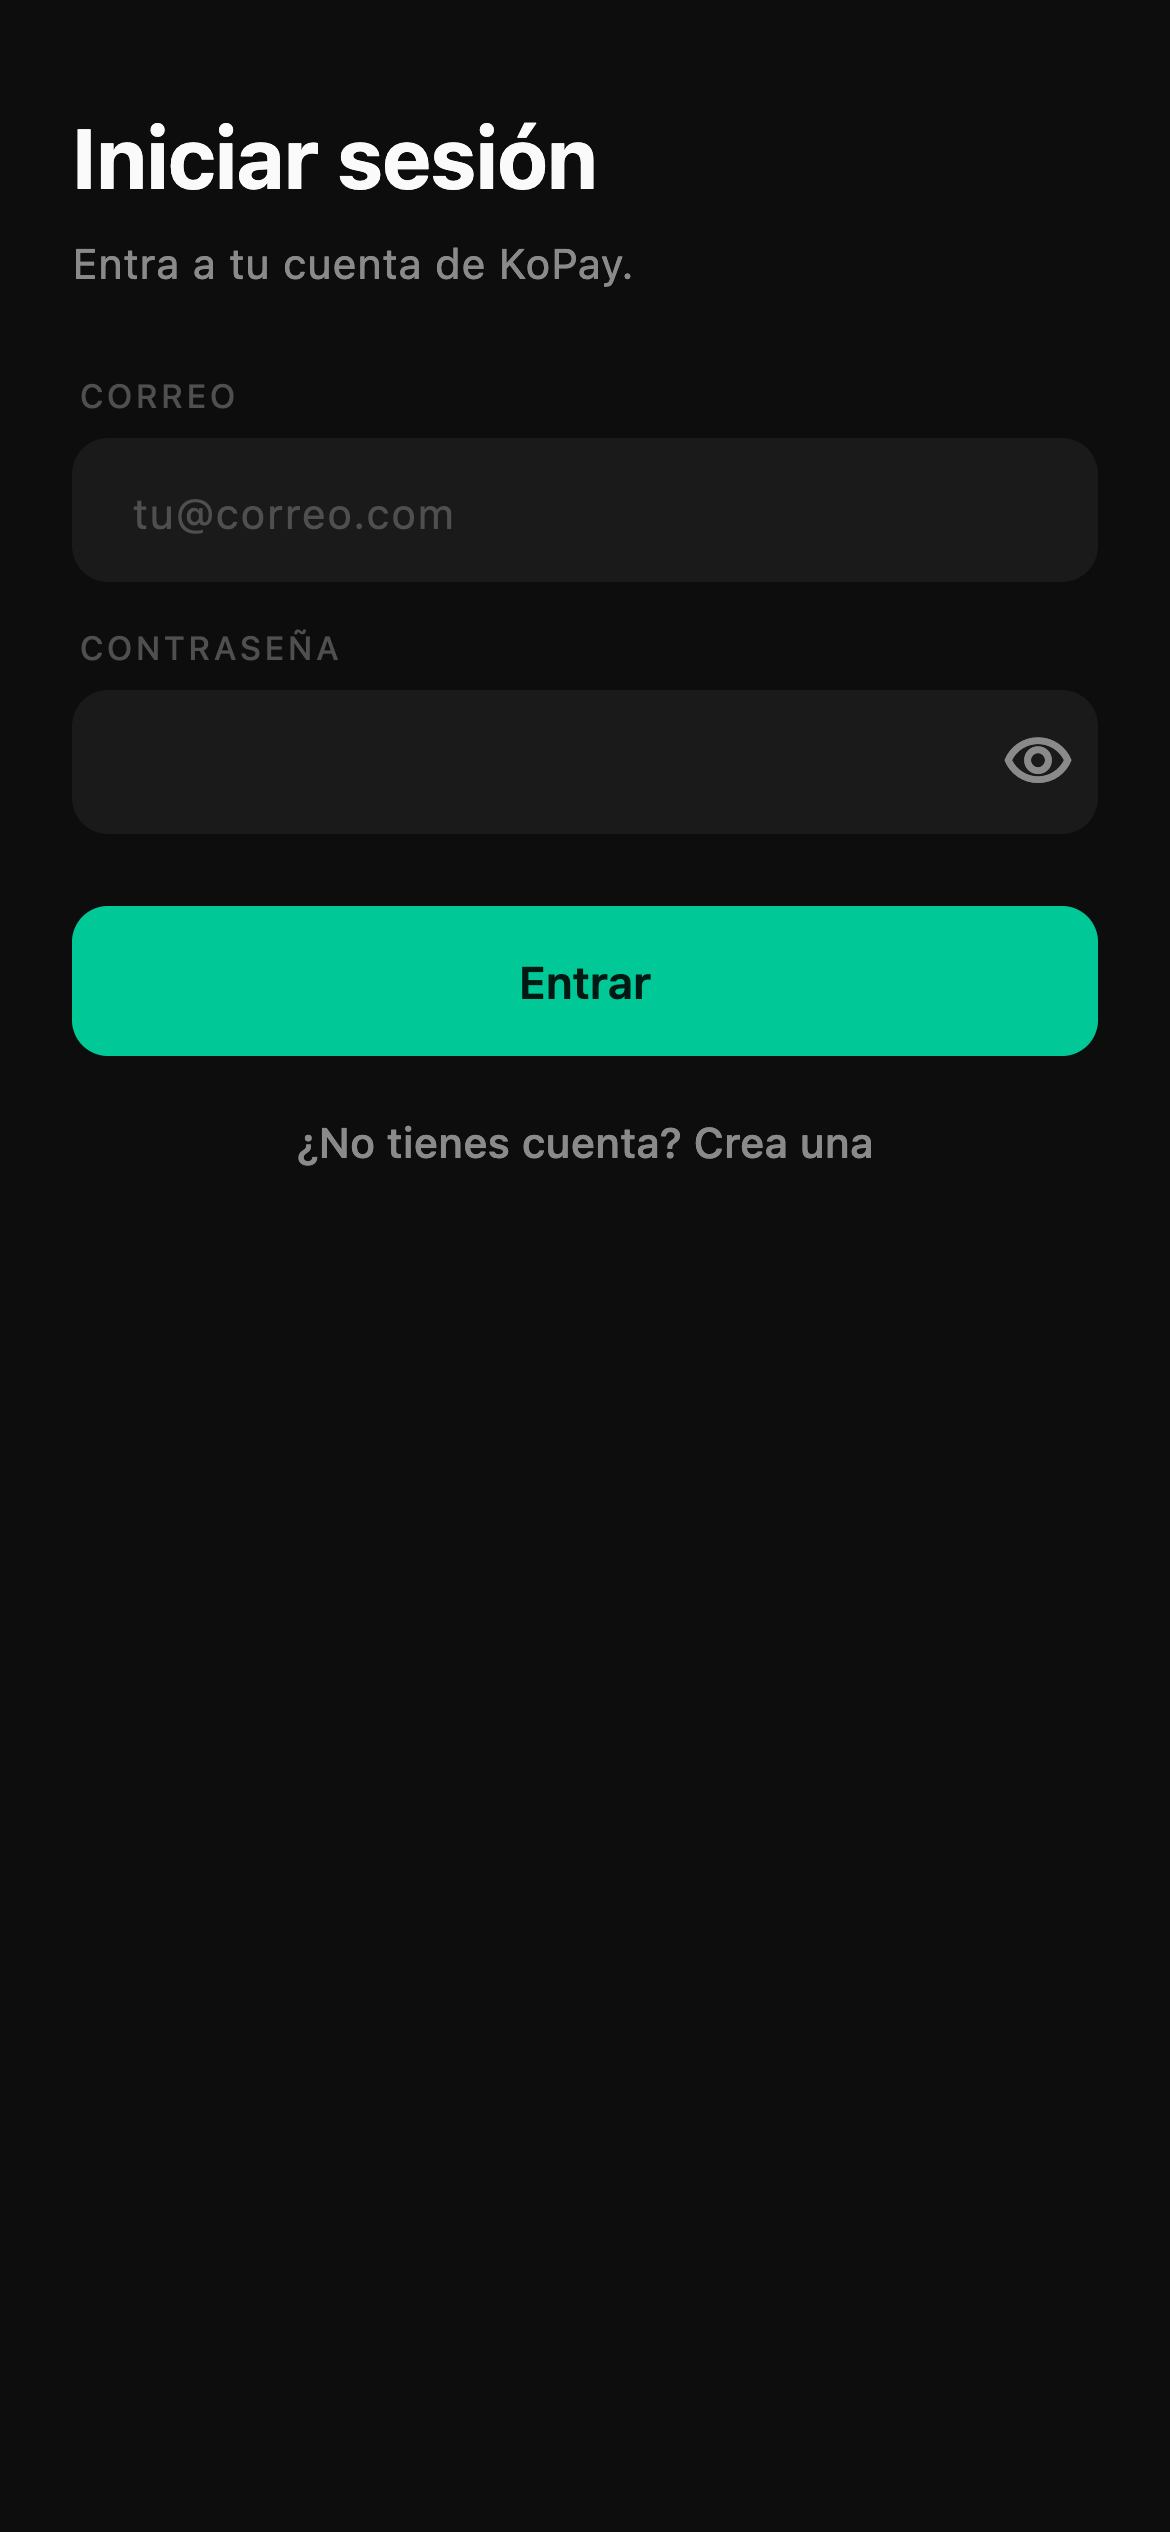 Iniciar sesión
Entra a tu cuenta de KoPay.
CORREO
tu@correo.com
CONTRASEÑA
Entrar
¿No tienes cuenta? Crea una